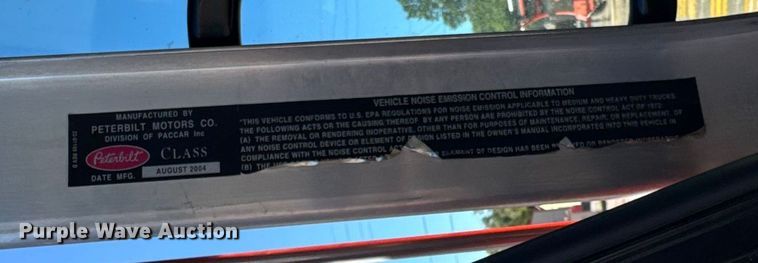 MANUFACTURED BY
PETERBILT MOTORS CO.
DIVISION OF PACCAR Inc
Peterbilt CLASS
DATE MFG. AUGUST 2004
VEHICLE NOISE EMISSION CONTROL INFORMATION
"THIS VEHICLE CONFORMS TO U.S. EPA REGULATIONS FOR NOISE EMISSION APPLICABLE TO MEDIUM AND HEAVY DUTY TRUCKS.
THE FOLLOWING ACTS OR THE CAUSING THEREOF BY ANY PERSON ARE PROHIBITED BY THE NOISE CONTROL ACT OF 1972:
(A) THE REMOVAL OR RENDERING INOPERATIVE, OTHER THAN FOR PURPOSES OF MAINTENANCE, REPAIR, OR REPLACEMENT, OF
ANY NOISE CONTROL DEVICE OR ELEMENT OF DESIGN LISTED IN THE OWNER'S MANUAL INCORPORATED INTO THIS VEHICLE IN
COMPLIANCE WITH THE NOISE CONTROL ACT
(B) THE ELEMENT OF DESIGN HAS BEEN OR RENDERED
Purple Wave Auction